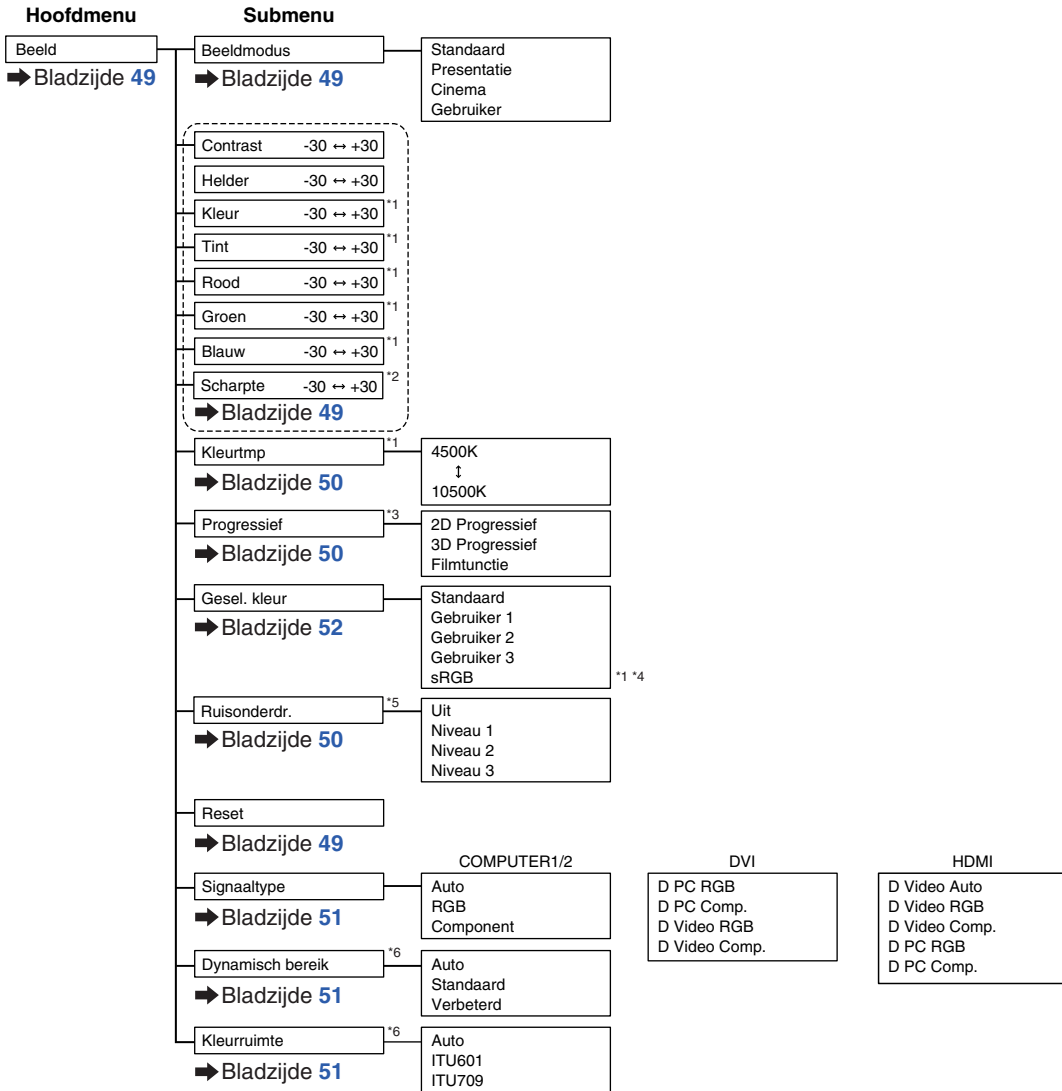 Hoofdmenu Submenu
Beeld
Beeldmodus
Standaard
Presentatie
Cinema
Gebruiker
➡Bladzijde 49
➡Bladzijde 49
Contrast -30 ↔ +30
Helder -30 ↔ +30
Kleur -30 ↔ +30 *1
Tint -30 ↔ +30 *1
Rood -30 ↔ +30 *1
Groen -30 ↔ +30 *1
Blauw -30 ↔ +30 *1
Scharpte -30 ↔ +30 *2
➡Bladzijde 49
Kleurtmp *1
➡Bladzijde 50
4500K
↕
10500K
Progressief *3
➡Bladzijde 50
2D Progressief
3D Progressief
Filmtunctie
Gesel. kleur
➡Bladzijde 52
Standaard
Gebruiker 1
Gebruiker 2
Gebruiker 3
sRGB *1 *4
Ruisonderdr. *5
➡Bladzijde 50
Uit
Niveau 1
Niveau 2
Niveau 3
Reset
➡Bladzijde 49
Signaaltype
➡Bladzijde 51
COMPUTER1/2
Auto
RGB
Component
DVI
D PC RGB
D PC Comp.
D Video RGB
D Video Comp.
HDMI
D Video Auto
D Video RGB
D Video Comp.
D PC RGB
D PC Comp.
Dynamisch bereik *6
➡Bladzijde 51
Auto
Standaard
Verbeterd
Kleurruimte *6
➡Bladzijde 51
Auto
ITU601
ITU709